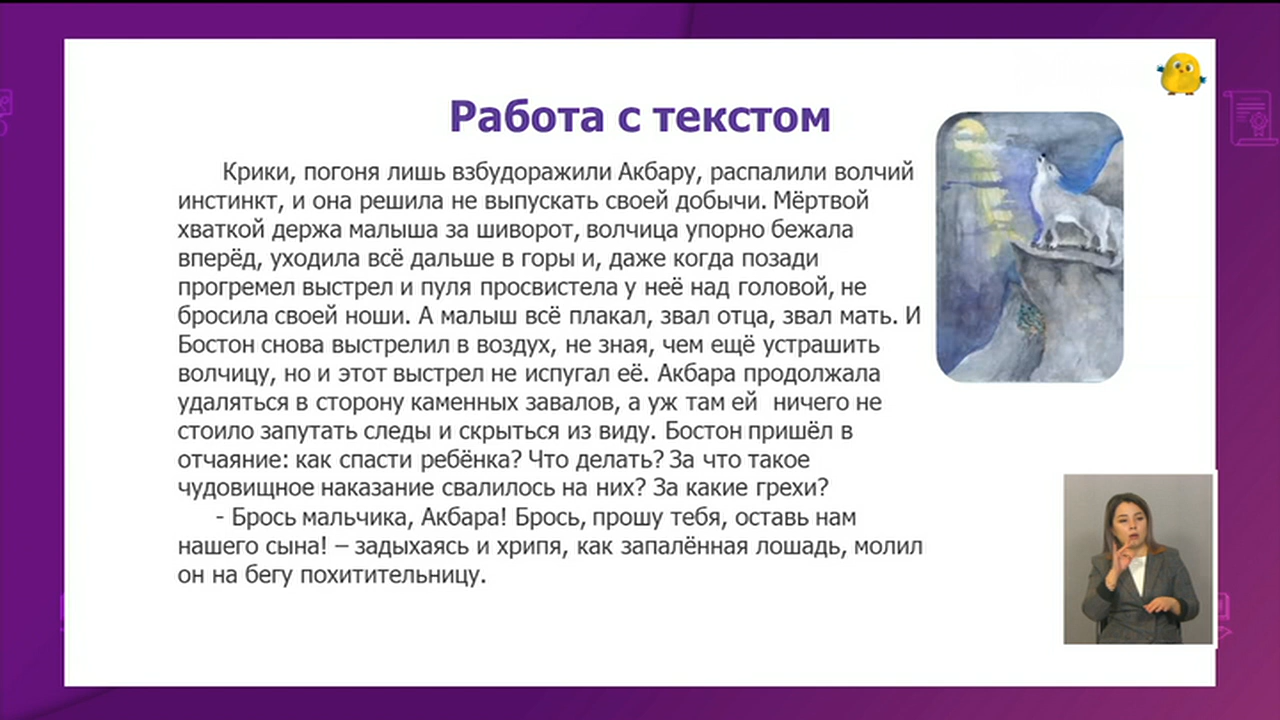 Работа с текстом
Крики, погоня лишь взбудоражили Акбару, распалили волчий
инстинкт, и она решила не выпускать своей добычи. Мёртвой
хваткой держа малыша за шиворот, волчица упорно бежала
вперёд, уходила всё дальше в горы и, даже когда позади
прогремел выстрел и пуля просвистела у неё над головой, не
бросила своей ноши. А малыш всё плакал, звал отца, звал мать. И
Бостон снова выстрелил в воздух, не зная, чем ещё устрашить
волчицу, но и этот выстрел не испугал её. Акбара продолжала
удаляться в сторону каменных завалов, а уж там ей ничего не
стоило запутать следы и скрыться из виду. Бостон пришёл в
отчаяние: как спасти ребёнка? Что делать? За что такое
чудовищное наказание свалилось на них? За какие грехи?
- Брось мальчика, Акбара! Брось, прошу тебя, оставь нам
нашего сына! – задыхаясь и хрипя, как запалённая лошадь, молил
он на бегу похитительницу.